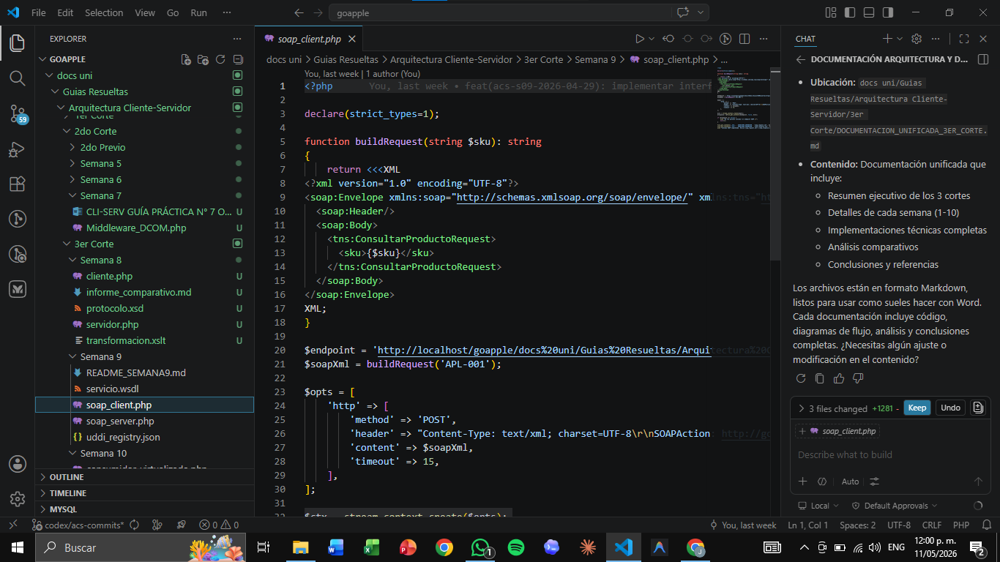 File Edit Selection View Go Run ···
goapple
EXPLORER ···
GOAPPLE
docs uni
Guias Resueltas
Arquitectura Cliente-Servidor
1er Corte
2do Corte
2do Previo
Semana 5
Semana 6
Semana 7
CLI-SERV GUÍA PRÁCTICA N° 7 O... U
Middleware_DCOM.php U
3er Corte
Semana 8
cliente.php U
informe_comparativo.md U
protocolo.xsd U
servidor.php U
transformacion.xslt U
Semana 9
README_SEMANA9.md
servicio.wsdl
soap_client.php
soap_server.php
uddi_registry.json
Semana 10
consumidor_virtualizado.php
OUTLINE
TIMELINE
MYSQL
59
soap_client.php
docs uni > Guias Resueltas > Arquitectura Cliente-Servidor > 3er Corte > Semana 9 > soap_client.php > ...
You, last week | 1 author (You)
1 <?php You, last week • feat(acs-s09-2026-04-29): implementar interf
2
3 declare(strict_types=1);
4
5 function buildRequest(string $sku): string
6 {
7 return <<<XML
8 <?xml version="1.0" encoding="UTF-8"?>
9 <soap:Envelope xmlns:soap="http://schemas.xmlsoap.org/soap/envelope/" xmlns:tns="ht
10 <soap:Header/>
11 <soap:Body>
12 <tns:ConsultarProductoRequest>
13 <sku>{$sku}</sku>
14 </tns:ConsultarProductoRequest>
15 </soap:Body>
16 </soap:Envelope>
17 XML;
18 }
19
20 $endpoint = 'http://localhost/goapple/docs%20uni/Guias%20Resueltas/Arquitectura%20C
21 $soapXml = buildRequest('APL-001');
22
23 $opts = [
24 'http' => [
25 'method' => 'POST',
26 'header' => "Content-Type: text/xml; charset=UTF-8\r\nSOAPAction: http://go
27 'content' => $soapXml,
28 'timeout' => 15,
29 ],
30 ];
31
32 $ctx = stream_context_create($opts);
CHAT
DOCUMENTACIÓN ARQUITECTURA Y D...
• Ubicación: docs uni/Guias
Resueltas/Arquitectura Cliente-
Servidor/3er
Corte/DOCUMENTACION_UNIFICADA_3ER_CORTE.
md
• Contenido: Documentación unificada que
incluye:
Resumen ejecutivo de los 3 cortes
Detalles de cada semana (1-10)
Implementaciones técnicas completas
Análisis comparativos
Conclusiones y referencias
Los archivos están en formato Markdown,
listos para usar como sueles hacer con Word.
Cada documentación incluye código,
diagramas de flujo, análisis y conclusiones
completas. ¿Necesitas algún ajuste o
modificación en el contenido?
3 files changed +1281 - Keep Undo
soap_client.php
Describe what to build
Auto
Local Default Approvals
codex/acs-commits* 0 0 You, last week Ln 1, Col 1 Spaces: 2 UTF-8 CRLF PHP
Buscar
1
ENG
12:00 p. m.
11/05/2026
2